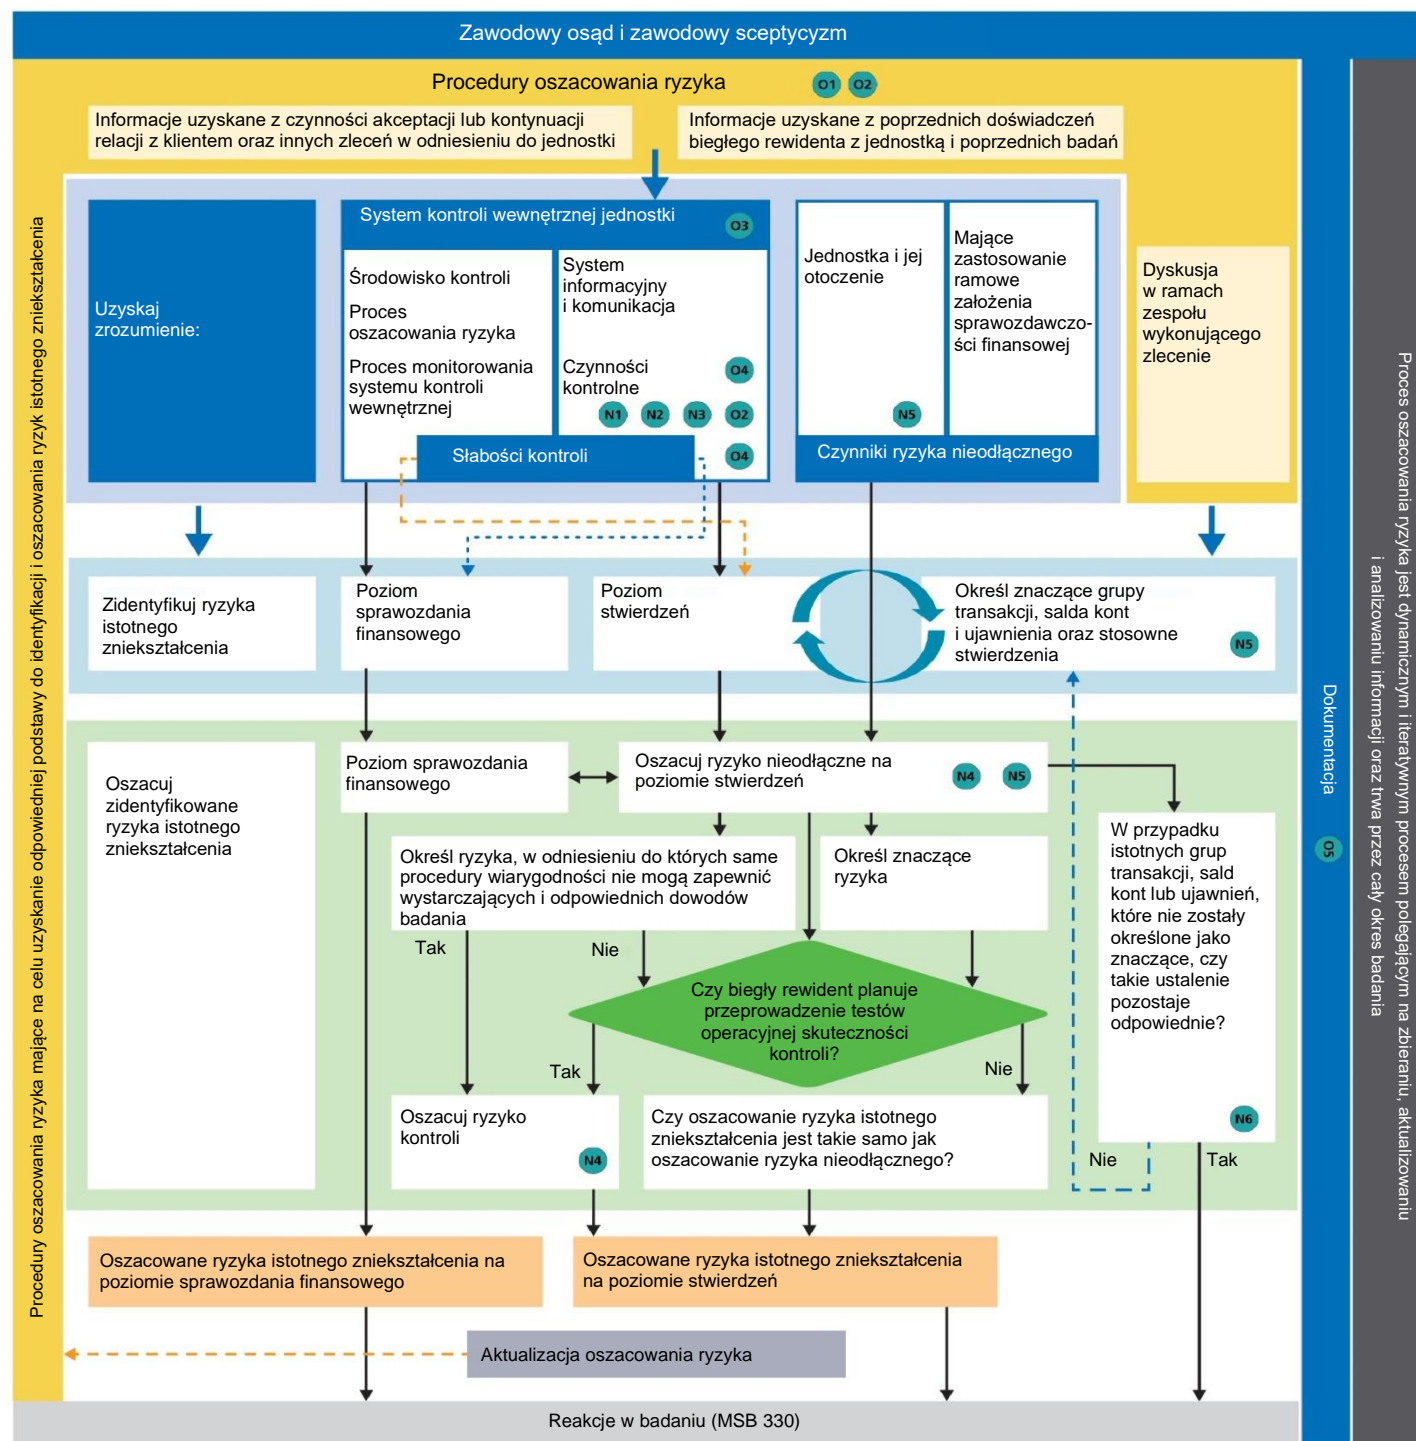 Zawodowy osąd i zawodowy sceptycyzm
Procedury oszacowania ryzyka
O1 O2
Informacje uzyskane z czynności akceptacji lub kontynuacji
relacji z klientem oraz innych zleceń w odniesieniu do jednostki
Informacje uzyskane z poprzednich doświadczeń
biegłego rewidenta z jednostką i poprzednich badań
Procedury oszacowania ryzyka mające na celu uzyskanie odpowiedniej podstawy do identyfikacji i oszacowania ryzyk istotnego zniekształcenia
Uzyskaj
zrozumienie:
System kontroli wewnętrznej jednostki
O3
Środowisko kontroli
Proces
oszacowania ryzyka
Proces monitorowania
systemu kontroli
wewnętrznej
System
informacyjny
i komunikacja
Czynności
kontrolne
O4
N1 N2 N3 O2
Słabości kontroli
O4
Jednostka i jej
otoczenie
N5
Mające
zastosowanie
ramowe
założenia
sprawozdawczo-
ści finansowej
Czynniki ryzyka nieodłącznego
Dyskusja
w ramach
zespołu
wykonującego
zlecenie
Zidentyfikuj ryzyka
istotnego
zniekształcenia
Poziom
sprawozdania
finansowego
Poziom
stwierdzeń
Określ znaczące grupy
transakcji, salda kont
i ujawnienia oraz stosowne
stwierdzenia
N5
Oszacuj
zidentyfikowane
ryzyka istotnego
zniekształcenia
Poziom sprawozdania
finansowego
Oszacuj ryzyko nieodłączne na
poziomie stwierdzeń
N4 N5
Określ ryzyka, w odniesieniu do których same
procedury wiarygodności nie mogą zapewnić
wystarczających i odpowiednich dowodów
badania
Określ znaczące
ryzyka
W przypadku
istotnych grup
transakcji, sald
kont lub ujawnień,
które nie zostały
określone jako
znaczące, czy
takie ustalenie
pozostaje
odpowiednie?
N6
Tak
Nie
Czy biegły rewident planuje
przeprowadzenie testów
operacyjnej skuteczności
kontroli?
Tak
Nie
Oszacuj ryzyko
kontroli
N4
Czy oszacowanie ryzyka istotnego
zniekształcenia jest takie samo jak
oszacowanie ryzyka nieodłącznego?
Nie
Tak
Oszacowane ryzyka istotnego zniekształcenia na
poziomie sprawozdania finansowego
Oszacowane ryzyka istotnego zniekształcenia
na poziomie stwierdzeń
Aktualizacja oszacowania ryzyka
Reakcje w badaniu (MSB 330)
Dokumentacja
O5
Proces oszacowania ryzyka jest dynamicznym i iteratywnym procesem polegającym na zbieraniu, aktualizowaniu
i analizowaniu informacji oraz trwa przez cały okres badania